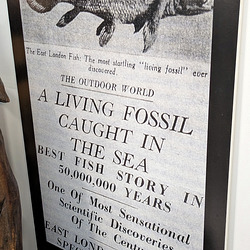 The East London Fish: The most startling "living fossil" ever
discovered.
THE OUTDOOR WORLD
A LIVING FOSSIL
CAUGHT IN
THE SEA
BEST FISH STORY IN
50,000,000 YEARS
One Of Most Sensational
Scientific Discoveries
Of The Century
EAST LONDON